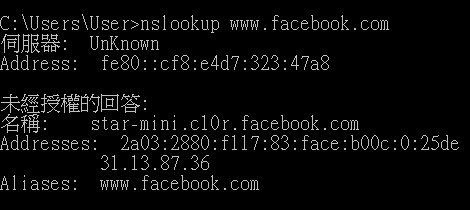 C:\Users\User>nslookup www.facebook.com
伺服器:  UnKnown
Address:  fe80::cf8:e4d7:323:47a8
未經授權的回答:
名稱:    star-mini.c10r.facebook.com
Addresses:  2a03:2880:f117:83:face:b00c:0:25de
31.13.87.36
Aliases:  www.facebook.com